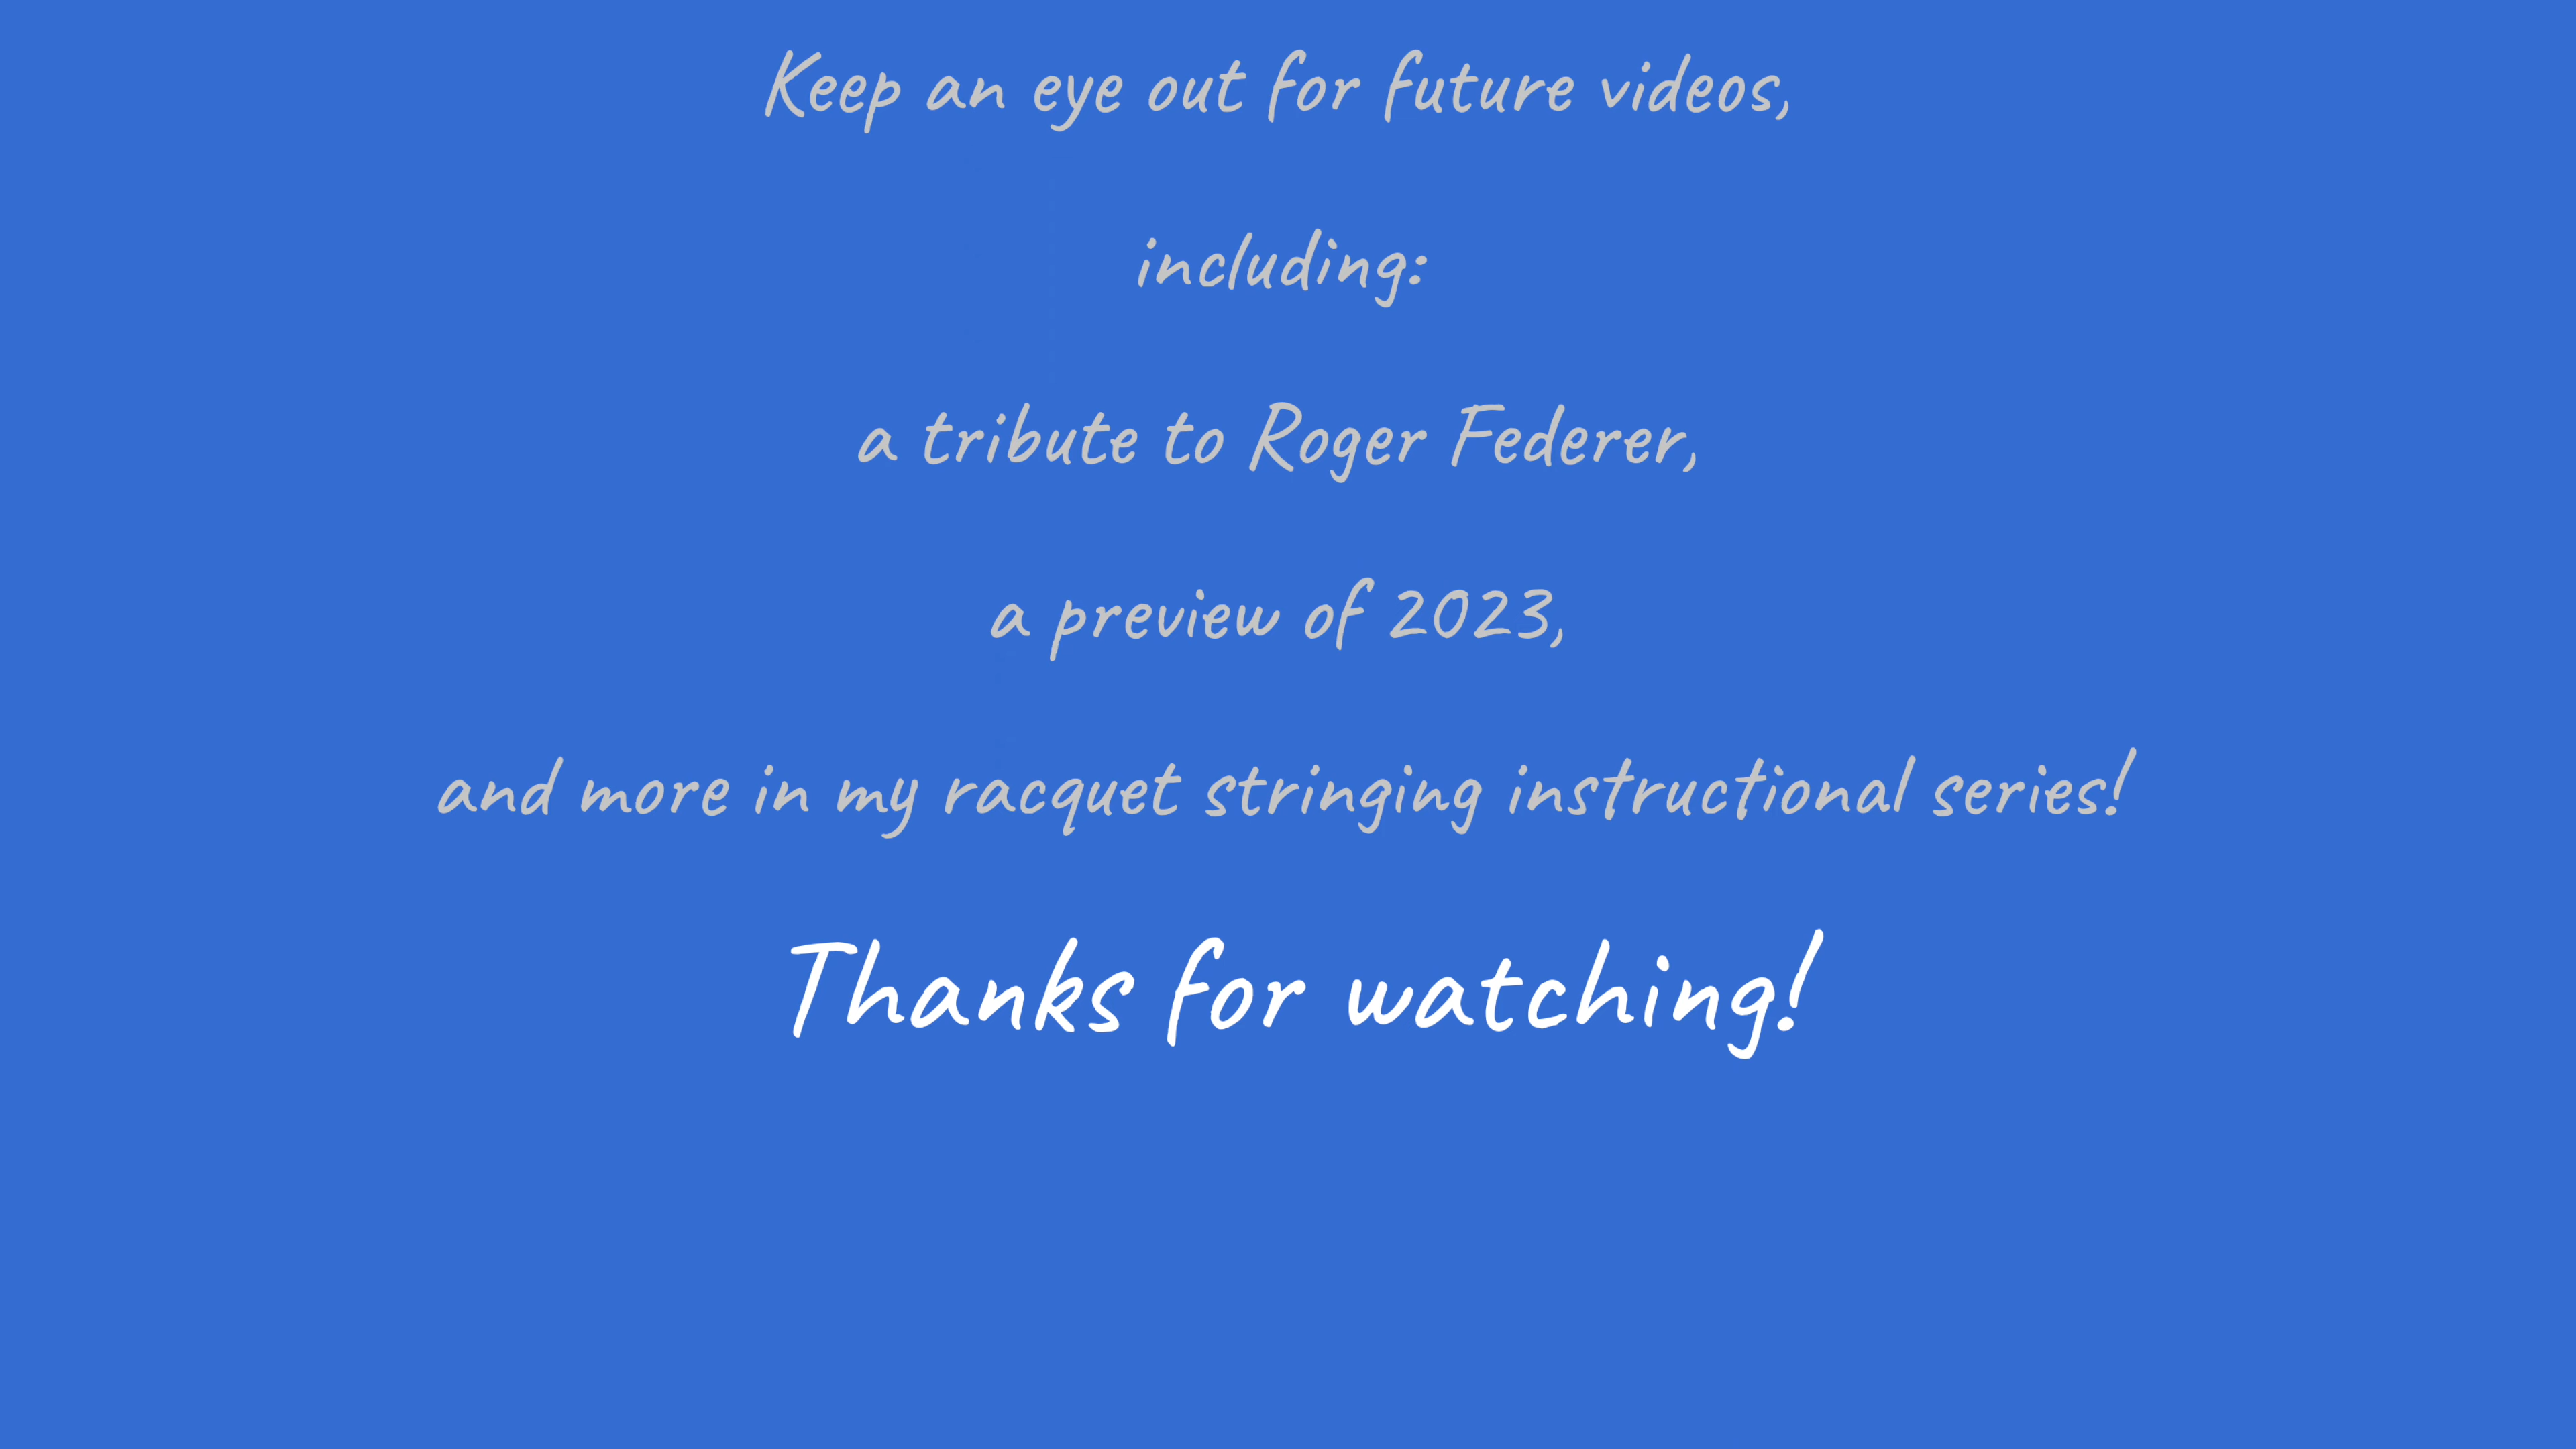 Keep an eye out for future videos,
including:
a tribute to Roger Federer,
a preview of 2023,
and more in my racquet stringing instructional series!
Thanks for watching!